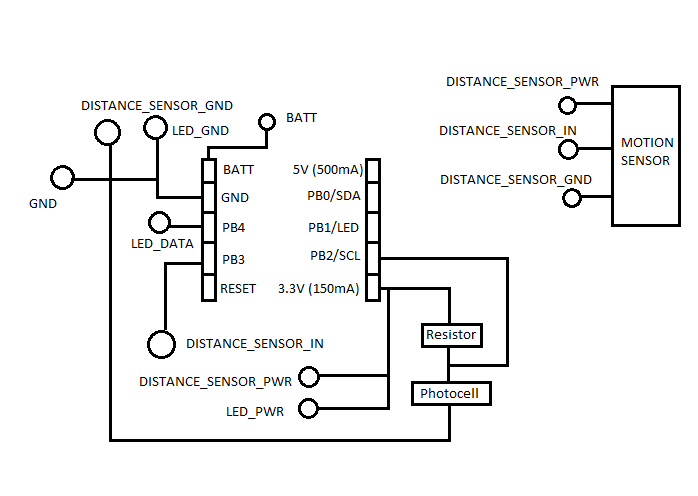 DISTANCE_SENSOR_PWR
DISTANCE_SENSOR_GND
BATT
LED_GND
DISTANCE_SENSOR_IN
MOTION
SENSOR
BATT
5V (500mA)
DISTANCE_SENSOR_GND
GND
GND
PB0/SDA
PB4
PB1/LED
LED_DATA
PB3
PB2/SCL
RESET
3.3V (150mA)
Resistor
DISTANCE_SENSOR_IN
DISTANCE_SENSOR_PWR
Photocell
LED_PWR